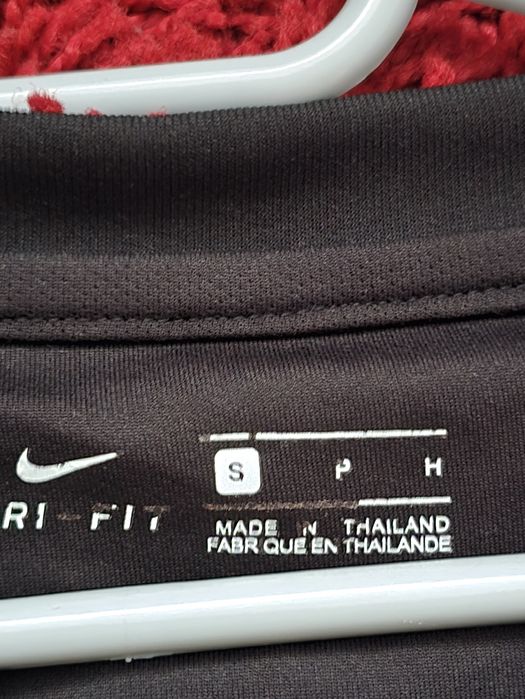 RI-FIT
S P H
MADE IN THAILAND
FABRIQUE EN THAILANDE